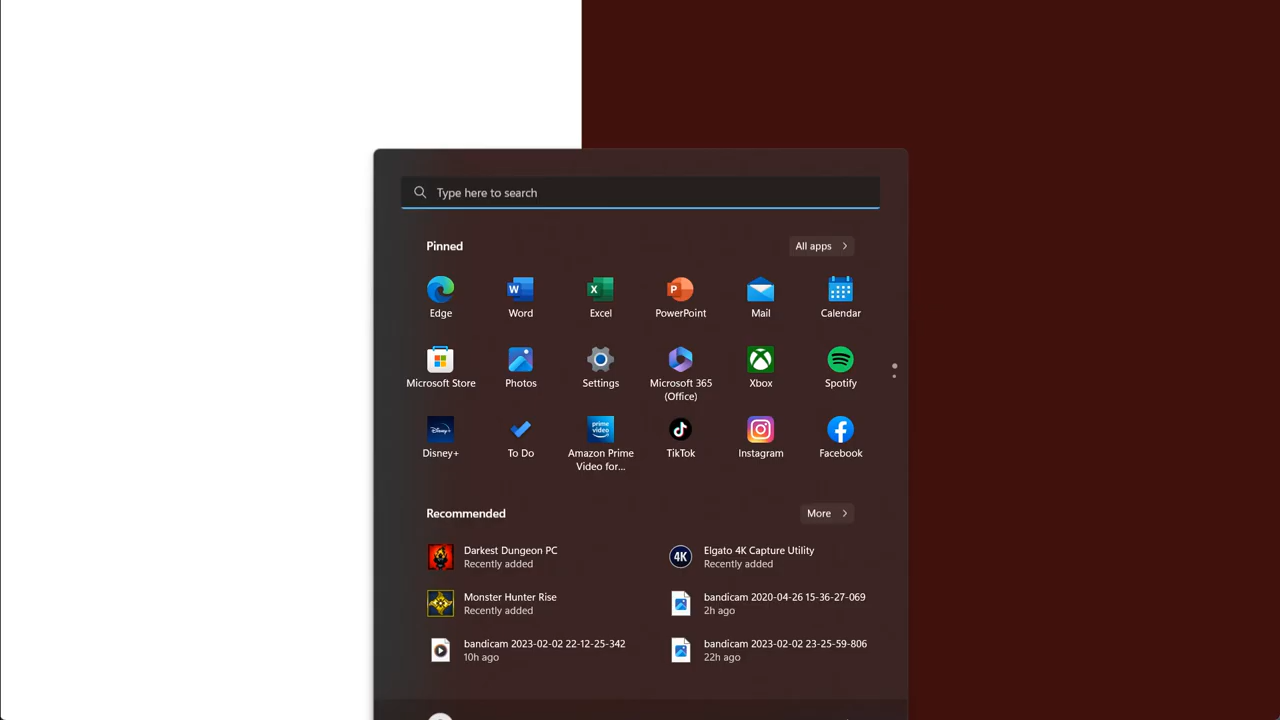 Type here to search
Pinned
All apps
Edge
Word
Excel
PowerPoint
Mail
Calendar
Microsoft Store
Photos
Settings
Microsoft 365
(Office)
Xbox
Spotify
Disney+
To Do
Amazon Prime
Video for...
TikTok
Instagram
Facebook
Recommended
More
Darkest Dungeon PC
Recently added
Elgato 4K Capture Utility
Recently added
Monster Hunter Rise
Recently added
bandicam 2020-04-26 15-36-27-069
2h ago
bandicam 2023-02-02 22-12-25-342
10h ago
bandicam 2023-02-02 23-25-59-806
22h ago
W
X
P
Disney+
prime
video
4K